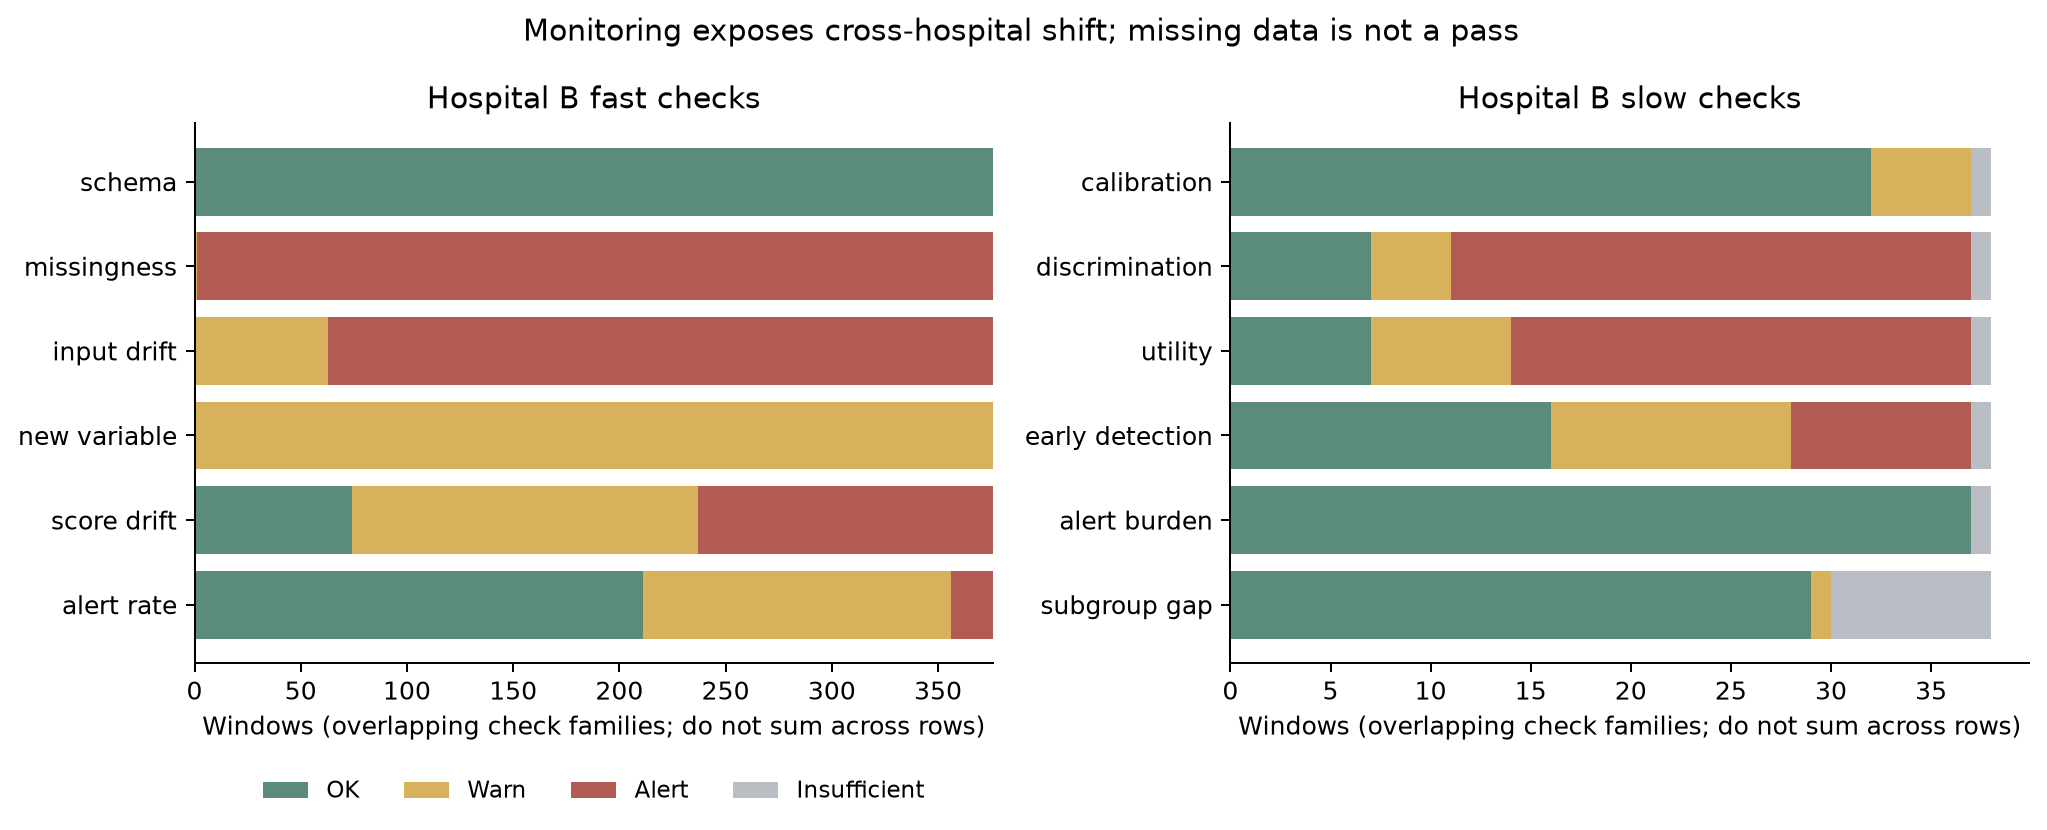 Monitoring exposes cross-hospital shift; missing data is not a pass
Hospital B fast checks
schema
missingness
input drift
new variable
score drift
alert rate
0 50 100 150 200 250 300 350
Windows (overlapping check families; do not sum across rows)
Hospital B slow checks
calibration
discrimination
utility
early detection
alert burden
subgroup gap
0 5 10 15 20 25 30 35
Windows (overlapping check families; do not sum across rows)
OK Warn Alert Insufficient